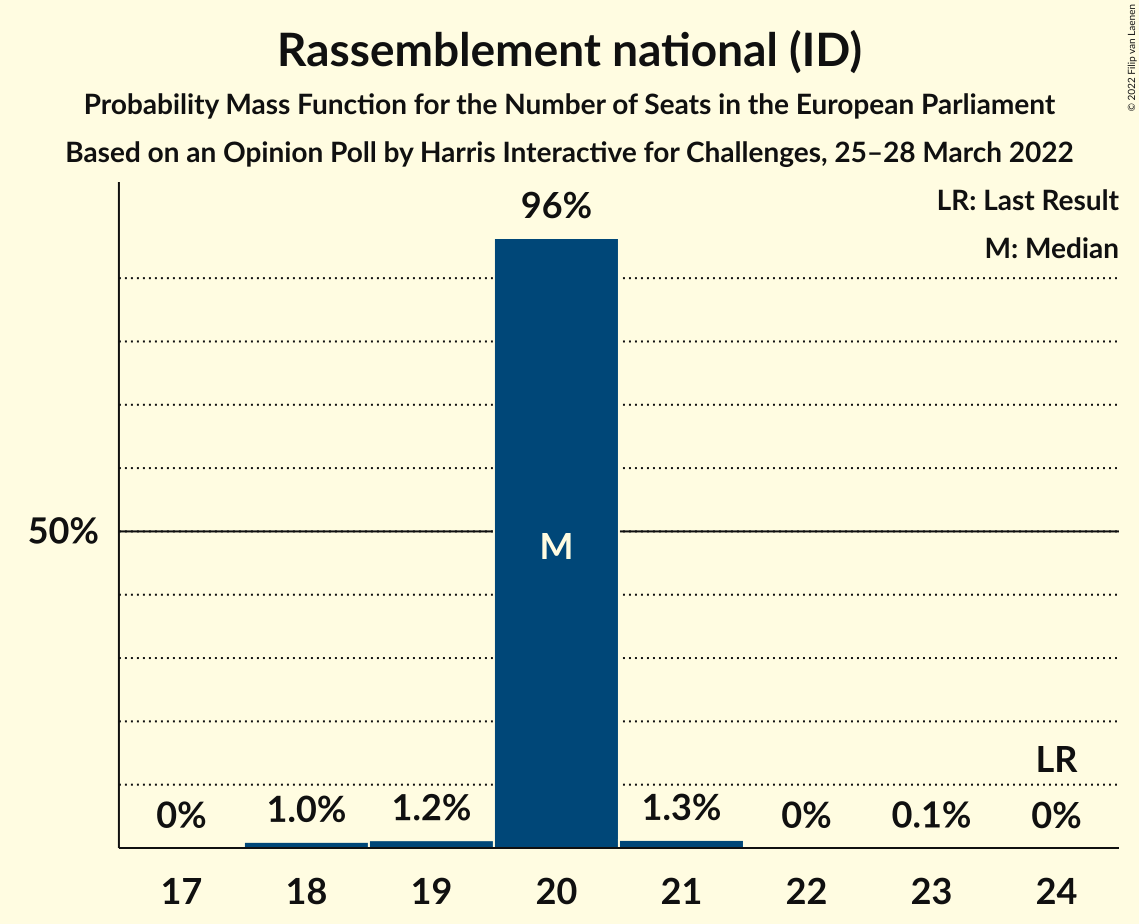 Rassemblement national (ID)
Probability Mass Function for the Number of Seats in the European Parliament
Based on an Opinion Poll by Harris Interactive for Challenges, 25–28 March 2022
© 2022 Filip van Laenen
LR: Last Result
M: Median
96%
50%
M
LR
0%
1.0%
1.2%
1.3%
0%
0.1%
0%
17
18
19
20
21
22
23
24